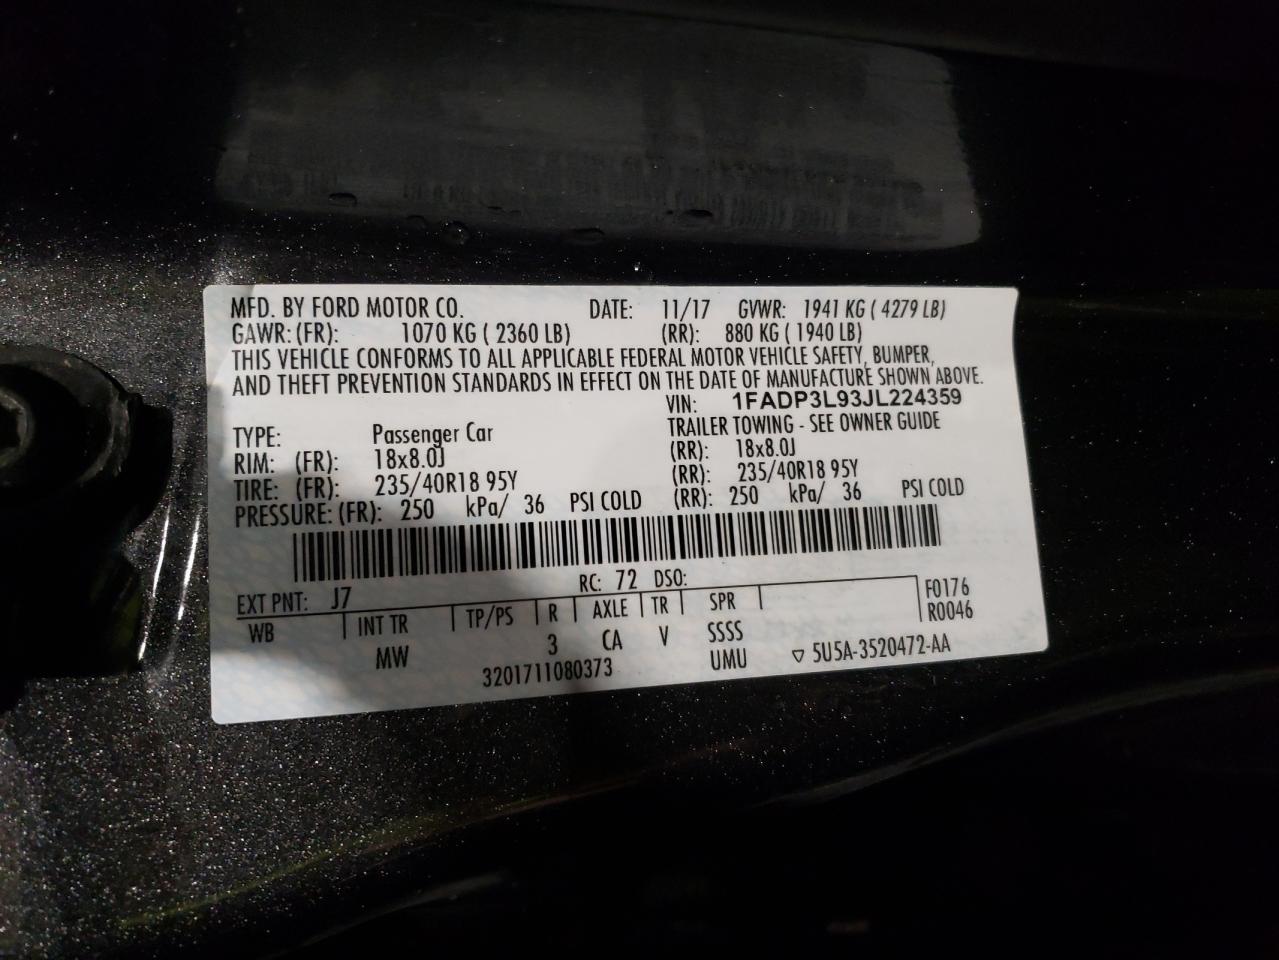 MFD. BY FORD MOTOR CO. DATE: 11/17 GVWR: 1941 KG ( 4279 LB)
GAWR: (FR): 1070 KG ( 2360 LB) (RR): 880 KG ( 1940 LB)
THIS VEHICLE CONFORMS TO ALL APPLICABLE FEDERAL MOTOR VEHICLE SAFETY, BUMPER,
AND THEFT PREVENTION STANDARDS IN EFFECT ON THE DATE OF MANUFACTURE SHOWN ABOVE.
VIN: 1FADP3L93JL224359
TYPE: Passenger Car TRAILER TOWING - SEE OWNER GUIDE
RIM: (FR): 18x8.0J (RR): 18x8.0J
TIRE: (FR): 235/40R18 95Y (RR): 235/40R18 95Y
PRESSURE: (FR): 250 kPa/ 36 PSI COLD (RR): 250 kPa/ 36 PSI COLD
EXT PNT: J7 RC: 72 DSO: F0176
WB INT TR TP/PS R AXLE TR SPR R0046
MW 3 CA V SSSS
3201711080373 UMU ▽ 5U5A-3520472-AA